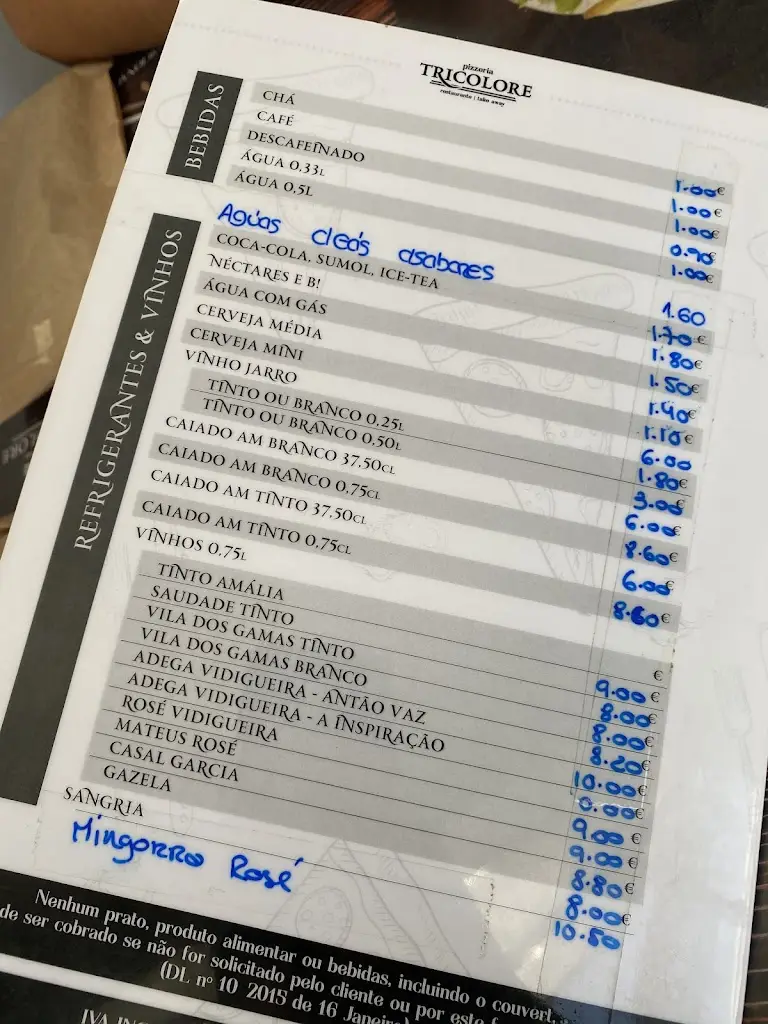 pizzeria
TRICOLORE
restaurante | take away
BEBIDAS
CHÁ 1.00€
CAFÉ 1.00€
DESCAFEINADO 1.00€
ÁGUA 0,33L 0.90€
ÁGUA 0,5L 1.00€
REFRIGERANTES & VINHOS
Aguas cleás c/sabores 1.60
COCA-COLA, SUMOL, ICE-TEA 1.70€
NÉCTARES E B! 1.80€
ÁGUA COM GÁS 1.50€
CERVEJA MÉDIA 1.40€
CERVEJA MINI 1.10€
VINHO JARRO 6.00
TINTO OU BRANCO 0,25L 1.80€
TINTO OU BRANCO 0,50L 3.00€
CAIADO AM BRANCO 37,50CL 6.00€
CAIADO AM BRANCO 0,75CL 8.60€
CAIADO AM TINTO 37,50CL 6.00€
CAIADO AM TINTO 0,75CL 8.60€
VINHOS 0,75L
TINTO AMÁLIA €
SAUDADE TINTO 9.00€
VILA DOS GAMAS TINTO 8.00€
VILA DOS GAMAS BRANCO 8.00€
ADEGA VIDIGUEIRA - ANTÃO VAZ 8.20€
ADEGA VIDIGUEIRA - A INSPIRAÇÃO 10.00€
ROSÉ VIDIGUEIRA 0.00€
MATEUS ROSÉ 9.00€
CASAL GARCIA 9.00€
GAZELA 8.80€
SANGRIA 8.00€
Mingorro Rosé 10.50
Nenhum prato, produto alimentar ou bebidas, incluindo o couvert,
de ser cobrado se não for solicitado pelo cliente ou por este
(DL nº 10 2015 de 16 Janeiro)